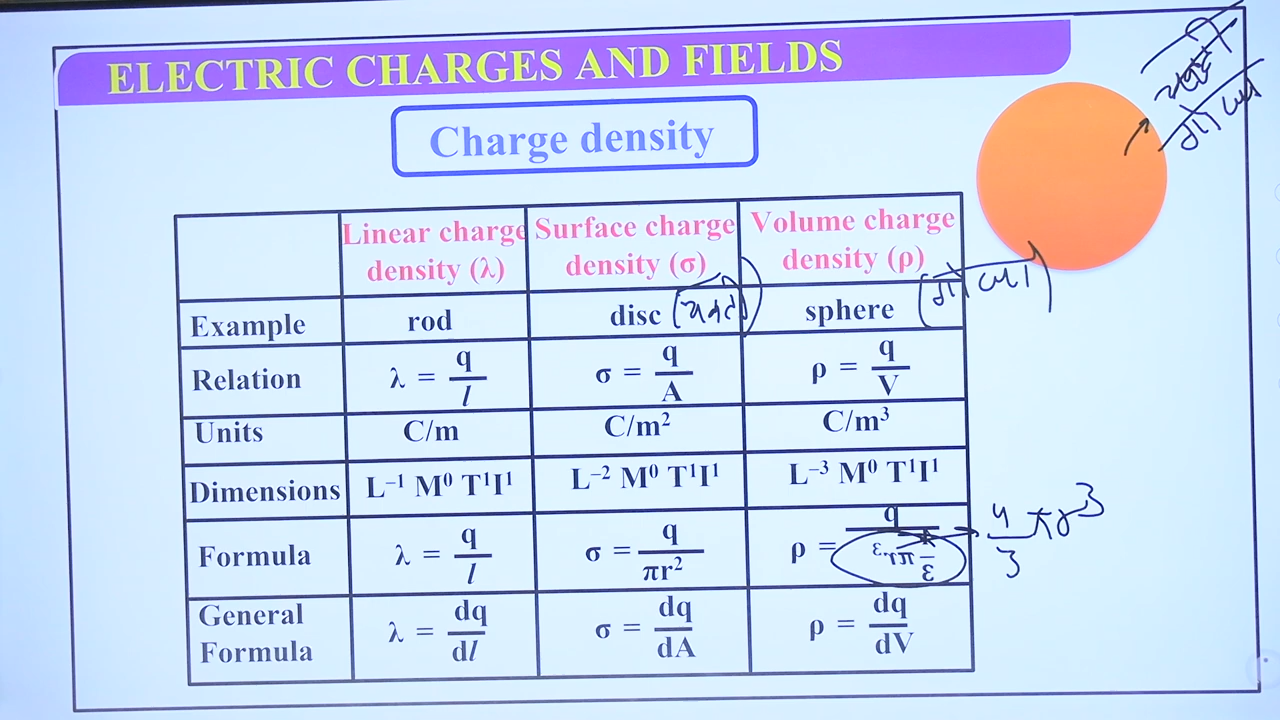 ELECTRIC CHARGES AND FIELDS
Charge density
Linear charge density (λ) Surface charge density (σ) Volume charge density (ρ)
Example rod disc sphere
Relation λ = q/l σ = q/A ρ = q/V
Units C/m C/m² C/m³
Dimensions L⁻¹ M⁰ T¹I¹ L⁻² M⁰ T¹I¹ L⁻³ M⁰ T¹I¹
Formula λ = q/l σ = q/πr² ρ = q 4/3 πr³
General Formula λ = dq/dl σ = dq/dA ρ = dq/dV